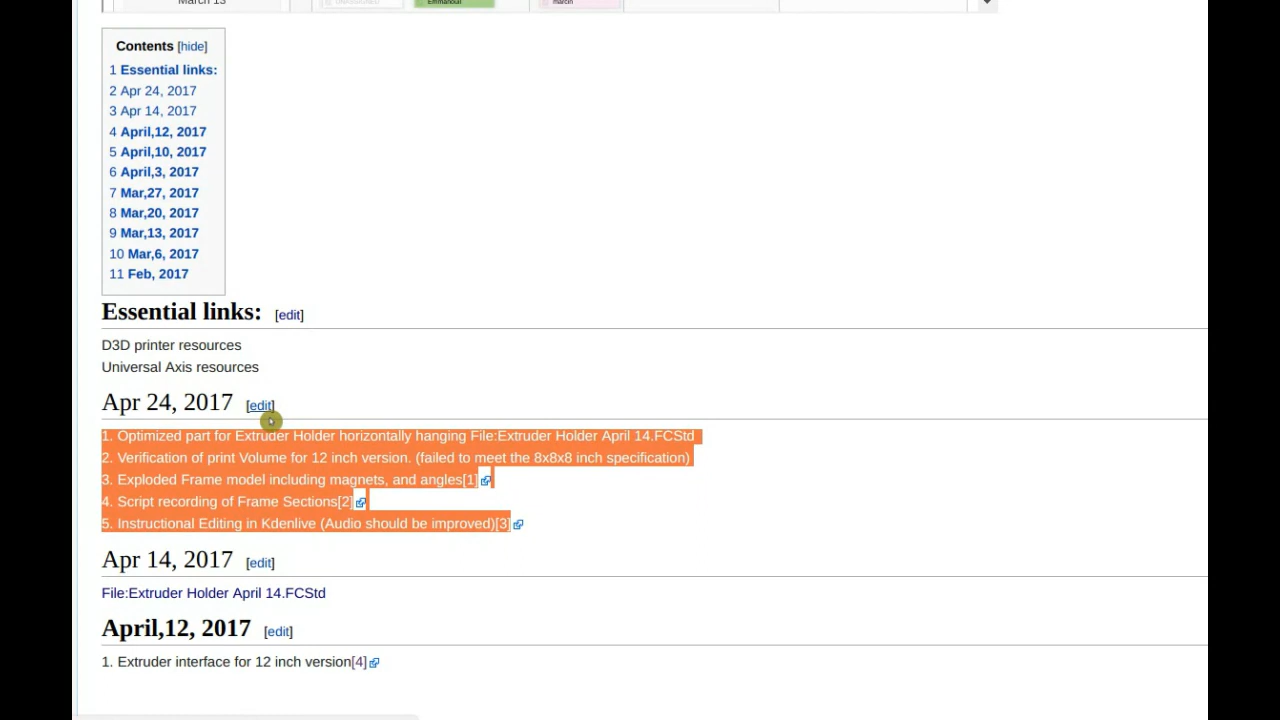 March 13
Emmanouil
marcin
Contents [hide]
1 Essential links:
2 Apr 24, 2017
3 Apr 14, 2017
4 April,12, 2017
5 April,10, 2017
6 April,3, 2017
7 Mar,27, 2017
8 Mar,20, 2017
9 Mar,13, 2017
10 Mar,6, 2017
11 Feb, 2017
Essential links: [edit]
D3D printer resources
Universal Axis resources
Apr 24, 2017 [edit]
1. Optimized part for Extruder Holder horizontally hanging File:Extruder Holder April 14.FCStd
2. Verification of print Volume for 12 inch version. (failed to meet the 8x8x8 inch specification)
3. Exploded Frame model including magnets, and angles[1]
4. Script recording of Frame Sections[2]
5. Instructional Editing in Kdenlive (Audio should be improved)[3]
Apr 14, 2017 [edit]
File:Extruder Holder April 14.FCStd
April,12, 2017 [edit]
1. Extruder interface for 12 inch version[4]